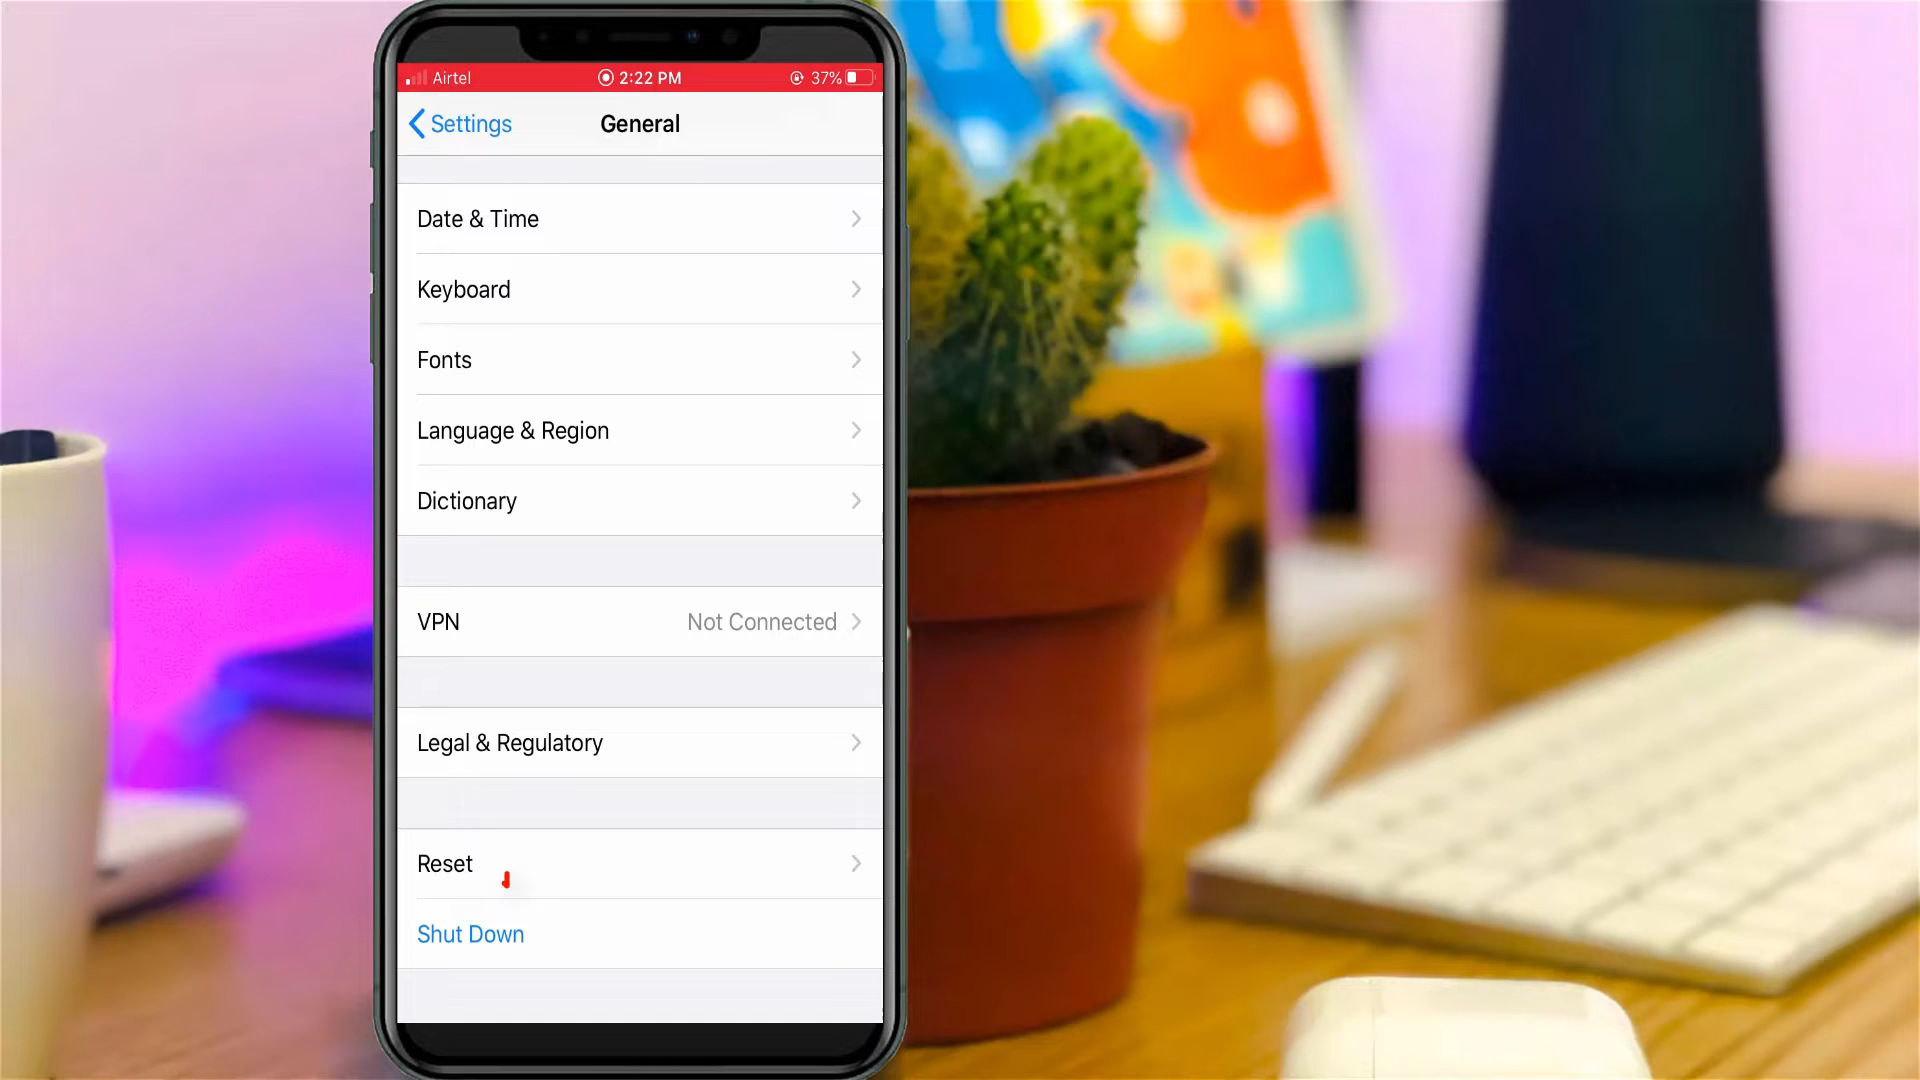 Airtel 2:22 PM 37%
Settings General
Date & Time
Keyboard
Fonts
Language & Region
Dictionary
VPN Not Connected
Legal & Regulatory
Reset
Shut Down